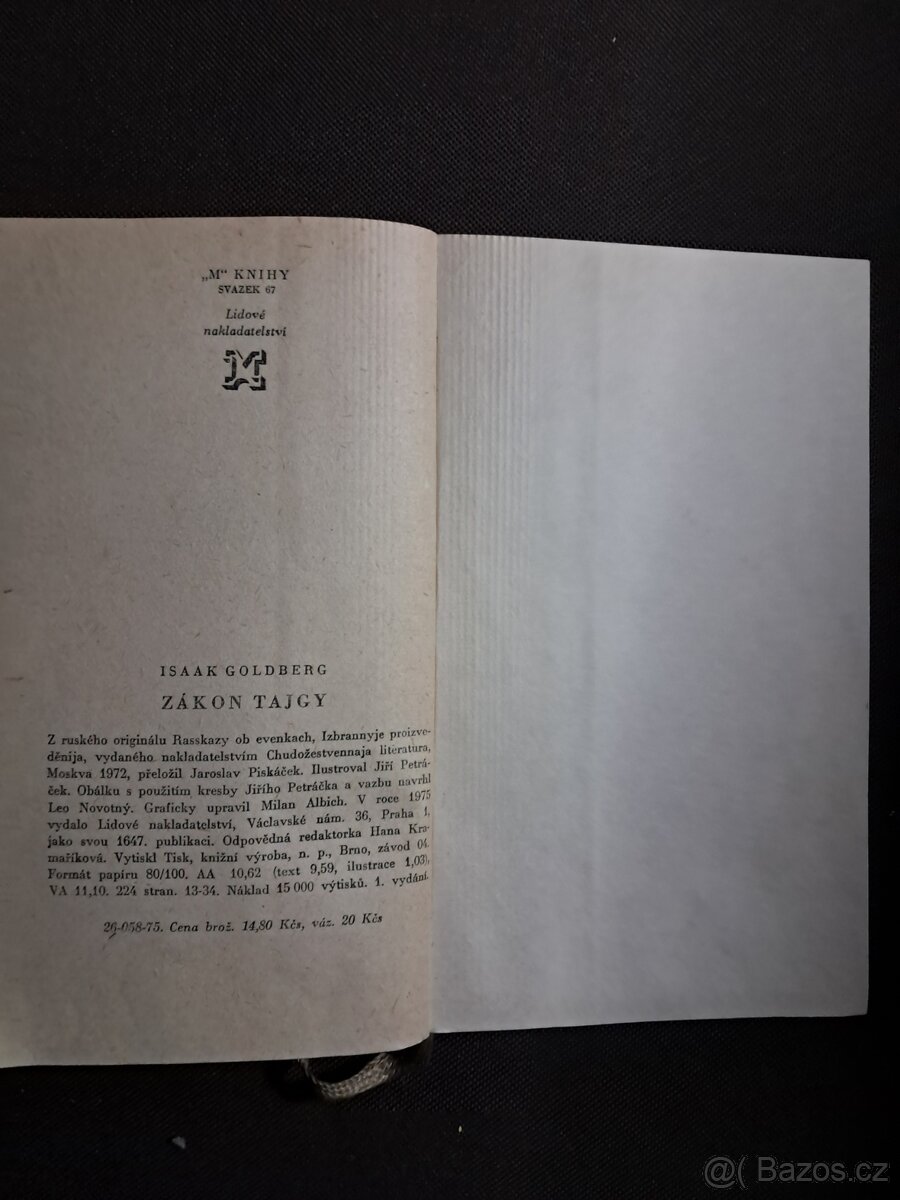 „M“ KNIHY
SVAZEK 67
Lidové
nakladatelství
M
ISAAK GOLDBERG
ZÁKON TAJGY
Z ruského originálu Rasskazy ob evenkach, Izbrannyje proizve-
děnija, vydaného nakladatelstvím Chudožestvennaja litěratura,
Moskva 1972, přeložil Jaroslav Piskáček. Ilustroval Jiří Petrá-
ček. Obálku s použitím kresby Jiřího Petráčka a vazbu navrhl
Leo Novotný. Graficky upravil Milan Albich. V roce 1975
vydalo Lidové nakladatelství, Václavské nám. 36, Praha 1,
jako svou 1647. publikaci. Odpovědná redaktorka Hana Kra-
maříková. Vytiskl Tisk, knižní výroba, n. p., Brno, závod 04.
Formát papíru 80/100. AA 10,62 (text 9,59, ilustrace 1,03),
VA 11,10. 224 stran. 13-34. Náklad 15 000 výtisků. 1. vydání.
26-058-75. Cena brož. 14,80 Kčs, váz. 20 Kčs
@( Bazos.cz